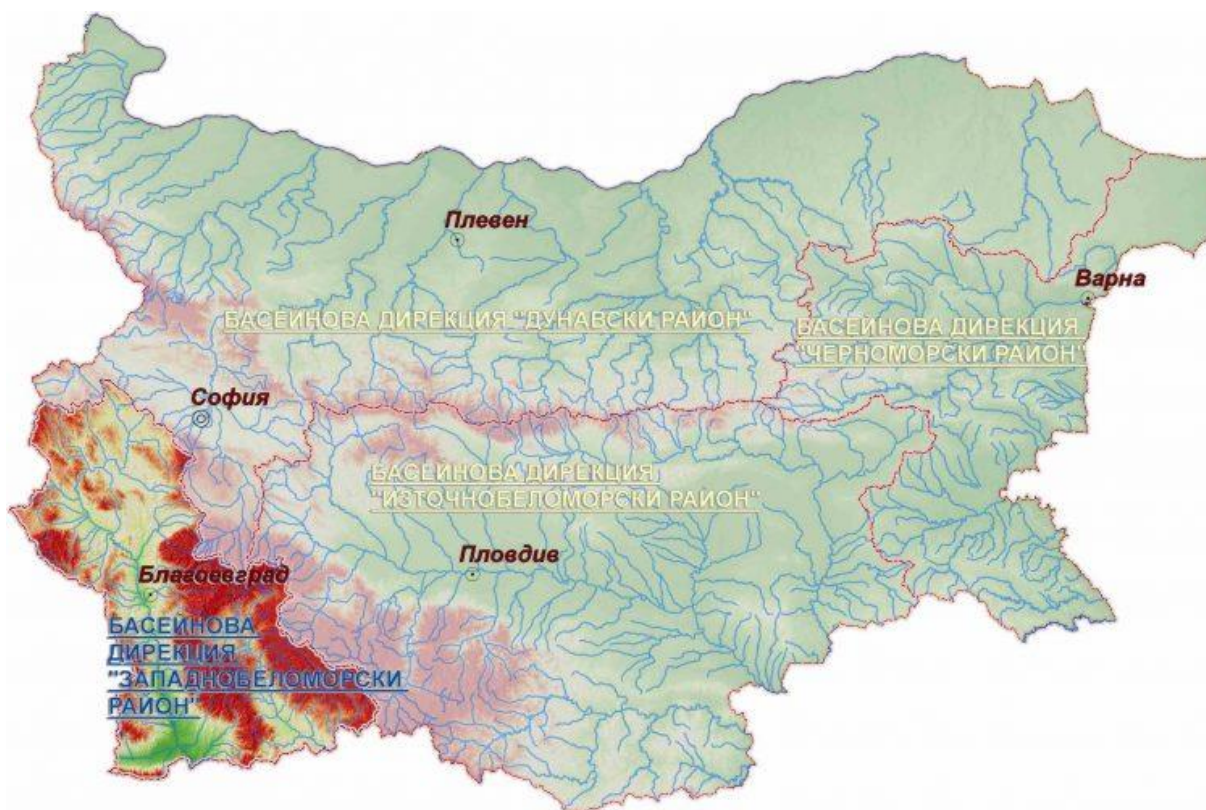 Плевен
Варна
БАСЕЙНОВА ДИРЕКЦИЯ "ДУНАВСКИ РАЙОН"
БАСЕЙНОВА ДИРЕКЦИЯ
"ЧЕРНОМОРСКИ РАЙОН"
София
БАСЕЙНОВА ДИРЕКЦИЯ
"ИЗТОЧНОБЕЛОМОРСКИ РАЙОН"
Пловдив
Благоевград
БАСЕЙНОВА
ДИРЕКЦИЯ
"ЗАПАДНОБЕЛОМОРСКИ
РАЙОН"